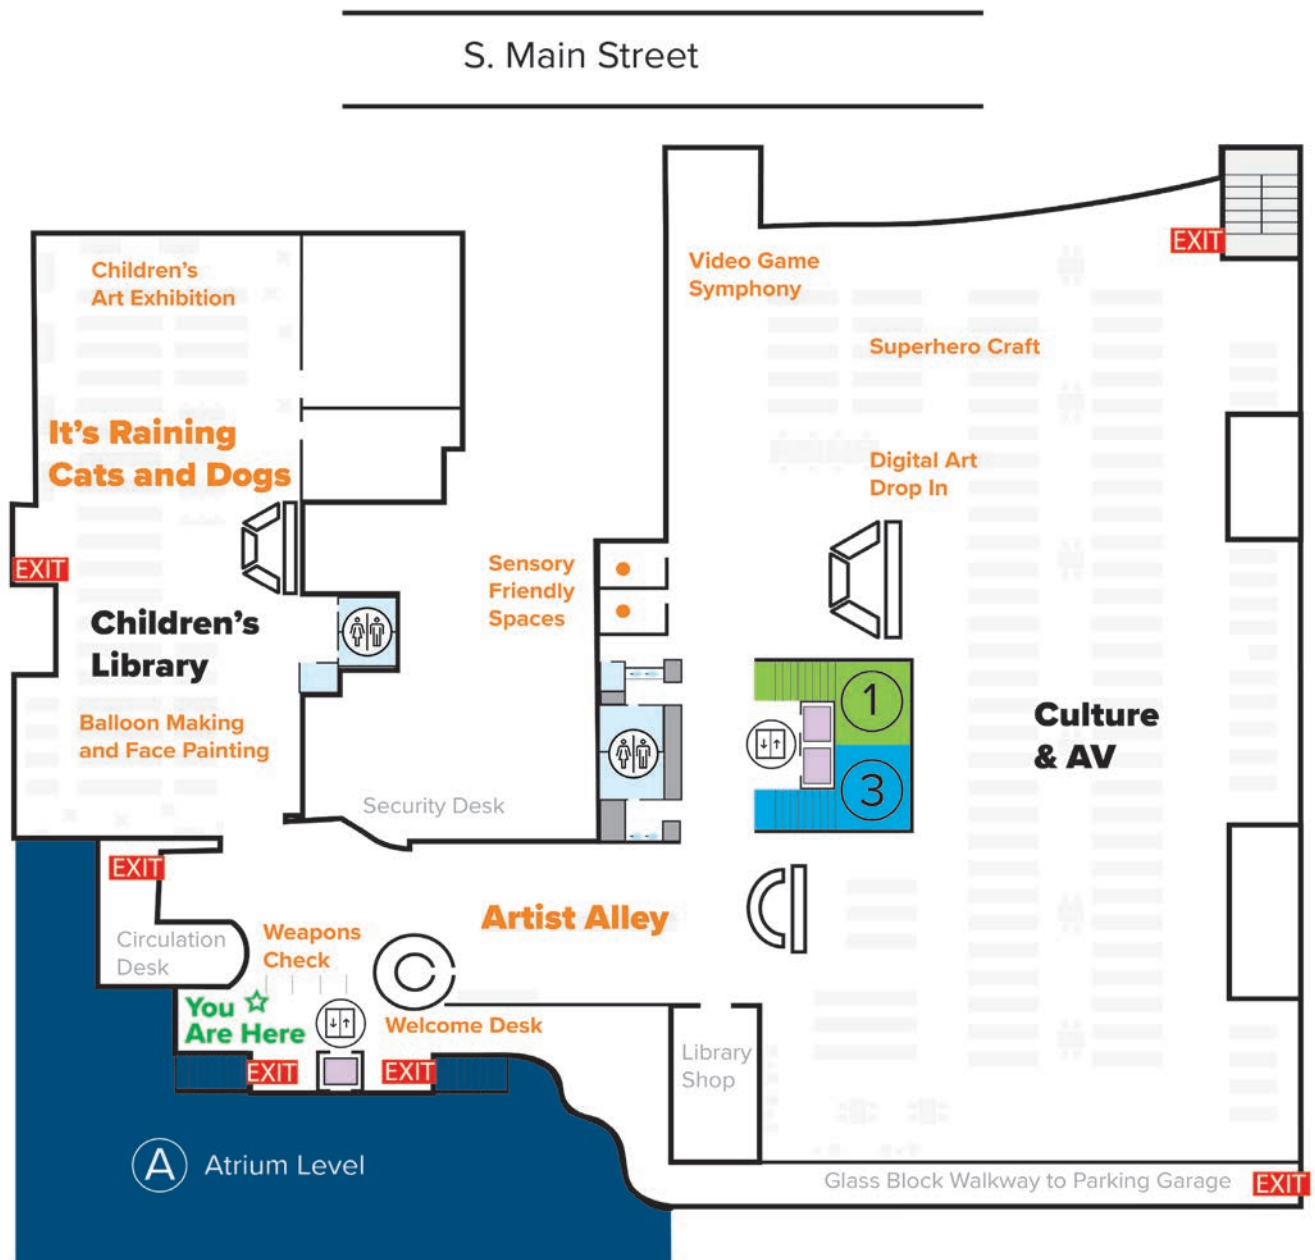 S. Main Street
EXIT
Children's
Art Exhibition
Video Game
Symphony
Superhero Craft
It's Raining
Cats and Dogs
Digital Art
Drop In
EXIT
Sensory
Friendly
Spaces
Children's
Library
1
Culture
& AV
Balloon Making
and Face Painting
3
Security Desk
EXIT
Artist Alley
Circulation
Desk
Weapons
Check
You
Are Here
Welcome Desk
EXIT
EXIT
Library
Shop
A Atrium Level
Glass Block Walkway to Parking Garage
EXIT